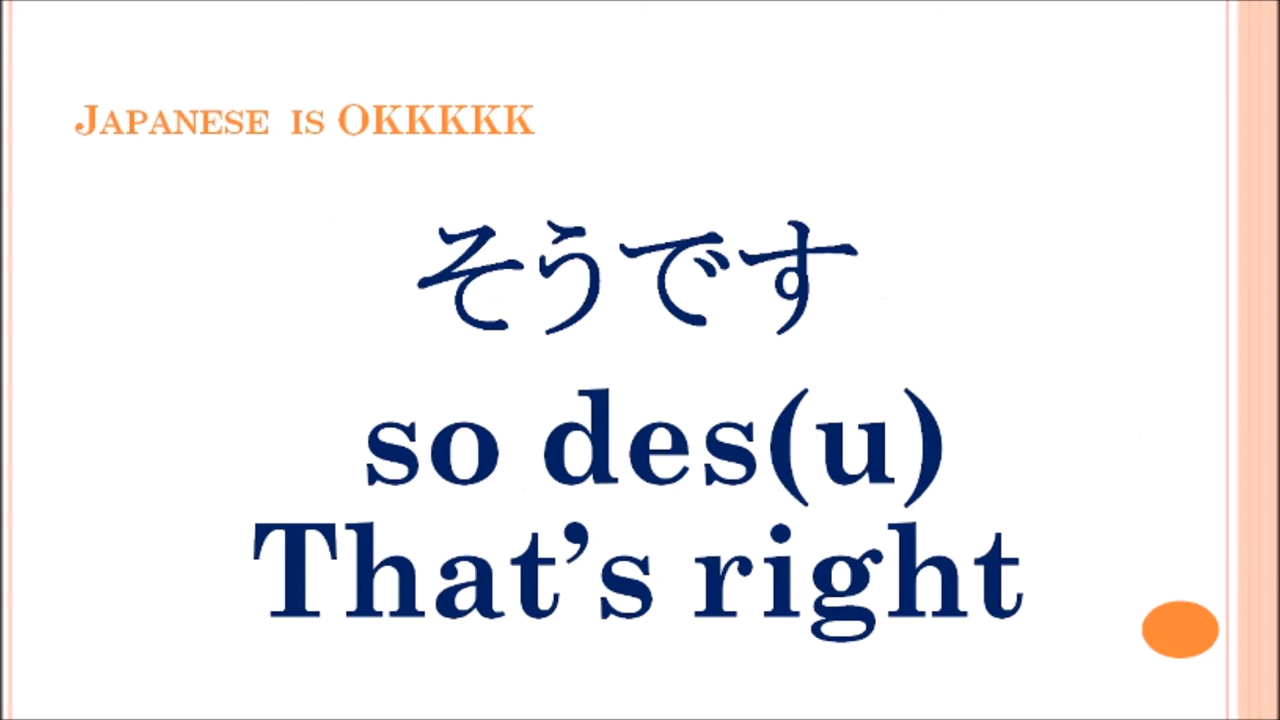 Japanese is OKKKKK
そうです
so des(u)
That’s right